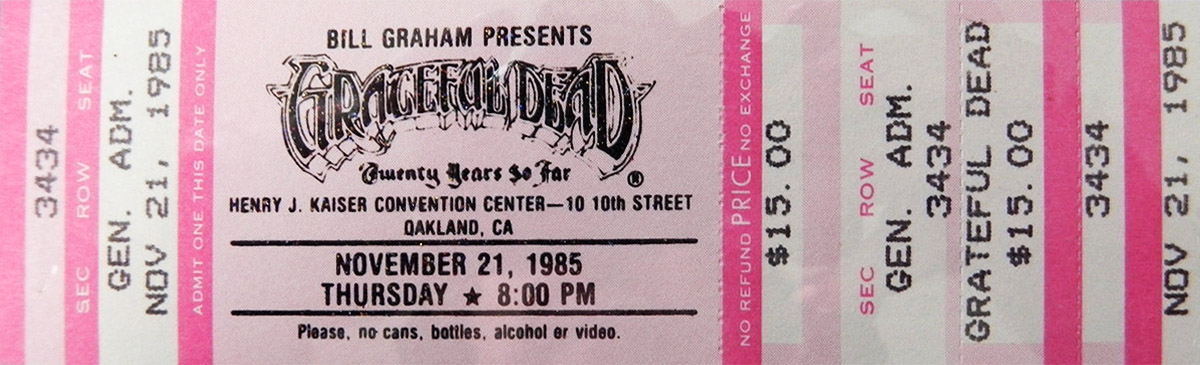 3434
SEC ROW SEAT
GEN. ADM.
NOV 21, 1985
ADMIT ONE THIS DATE ONLY
BILL GRAHAM PRESENTS
GRATEFUL DEAD
Twenty Years So Far ®
HENRY J. KAISER CONVENTION CENTER—10 10th STREET
OAKLAND, CA
NOVEMBER 21, 1985
THURSDAY ★ 8:00 PM
Please, no cans, bottles, alcohol or video.
NO REFUND PRICE NO EXCHANGE
$15.00
SEC ROW SEAT
GEN. ADM.
3434
GRATEFUL DEAD
$15.00
3434
NOV 21, 1985